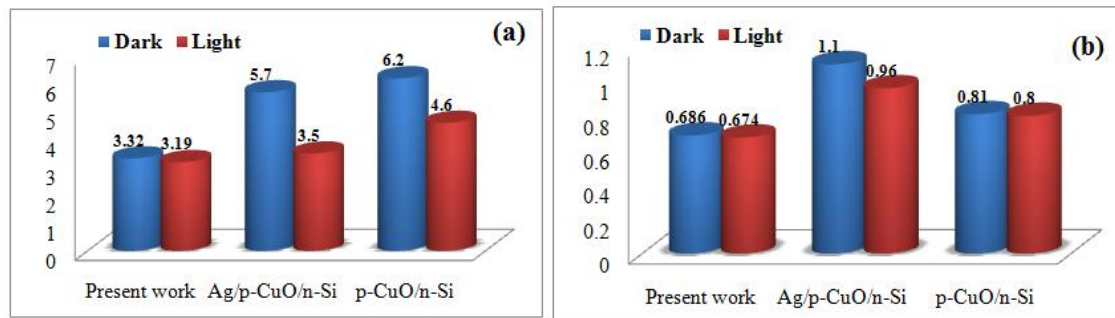 (a)
Dark Light
7
6
5
4
3
2
1
0
3.32 3.19 5.7 3.5 6.2 4.6
Present work Ag/p-CuO/n-Si p-CuO/n-Si
(b)
Dark Light
1.2
1
0.8
0.6
0.4
0.2
0
0.686 0.674 1.1 0.96 0.81 0.8
Present work Ag/p-CuO/n-Si p-CuO/n-Si